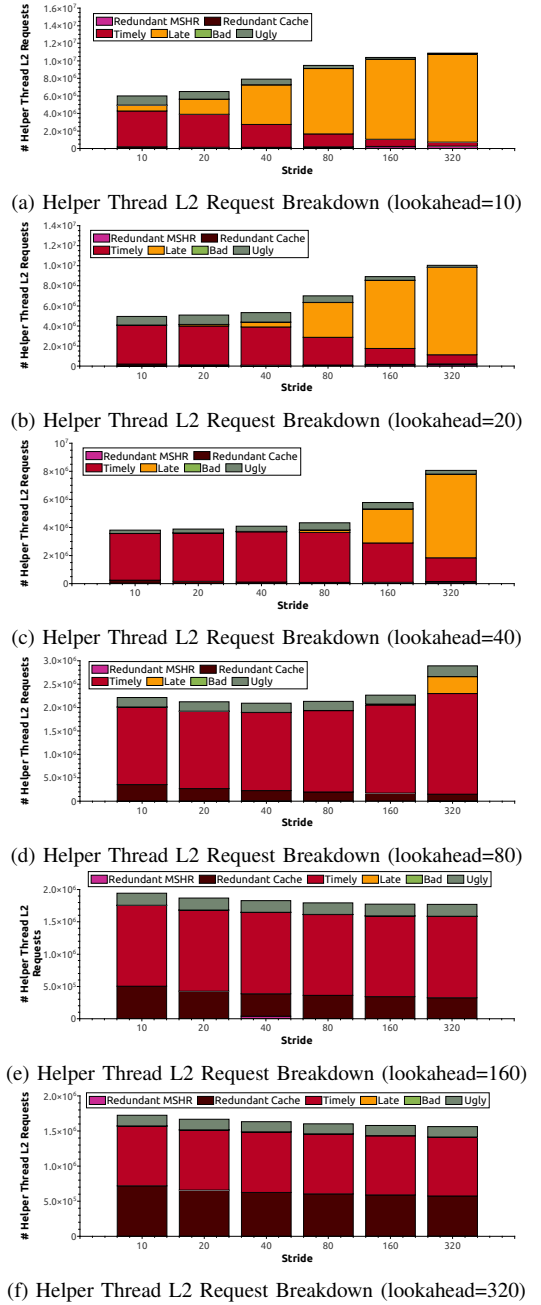 1.6×10⁷
1.4×10⁷
1.2×10⁷
1.0×10⁷
8.0×10⁶
6.0×10⁶
4.0×10⁶
2.0×10⁶
0
# Helper Thread L2 Requests
Redundant MSHR Redundant Cache
Timely Late Bad Ugly
10 20 40 80 160 320
Stride
(a) Helper Thread L2 Request Breakdown (lookahead=10)
1.4×10⁷
1.2×10⁷
1.0×10⁷
8.0×10⁶
6.0×10⁶
4.0×10⁶
2.0×10⁶
0
# Helper Thread L2 Requests
Redundant MSHR Redundant Cache
Timely Late Bad Ugly
10 20 40 80 160 320
Stride
(b) Helper Thread L2 Request Breakdown (lookahead=20)
10⁷
8×10⁶
6×10⁶
4×10⁶
2×10⁶
0
# Helper Thread L2 Requests
Redundant MSHR Redundant Cache
Timely Late Bad Ugly
10 20 40 80 160 320
Stride
(c) Helper Thread L2 Request Breakdown (lookahead=40)
3.0×10⁶
2.5×10⁶
2.0×10⁶
1.5×10⁶
1.0×10⁶
5.0×10⁵
0
# Helper Thread L2 Requests
Redundant MSHR Redundant Cache
Timely Late Bad Ugly
10 20 40 80 160 320
Stride
(d) Helper Thread L2 Request Breakdown (lookahead=80)
Redundant MSHR Redundant Cache Timely Late Bad Ugly
2.0×10⁶
1.5×10⁶
1.0×10⁶
5.0×10⁵
0
# Helper Thread L2
Requests
10 20 40 80 160 320
Stride
(e) Helper Thread L2 Request Breakdown (lookahead=160)
2.0×10⁶
Redundant MSHR Redundant Cache Timely Late Bad Ugly
1.5×10⁶
1.0×10⁶
5.0×10⁵
0
# Helper Thread L2 Requests
10 20 40 80 160 320
Stride
(f) Helper Thread L2 Request Breakdown (lookahead=320)